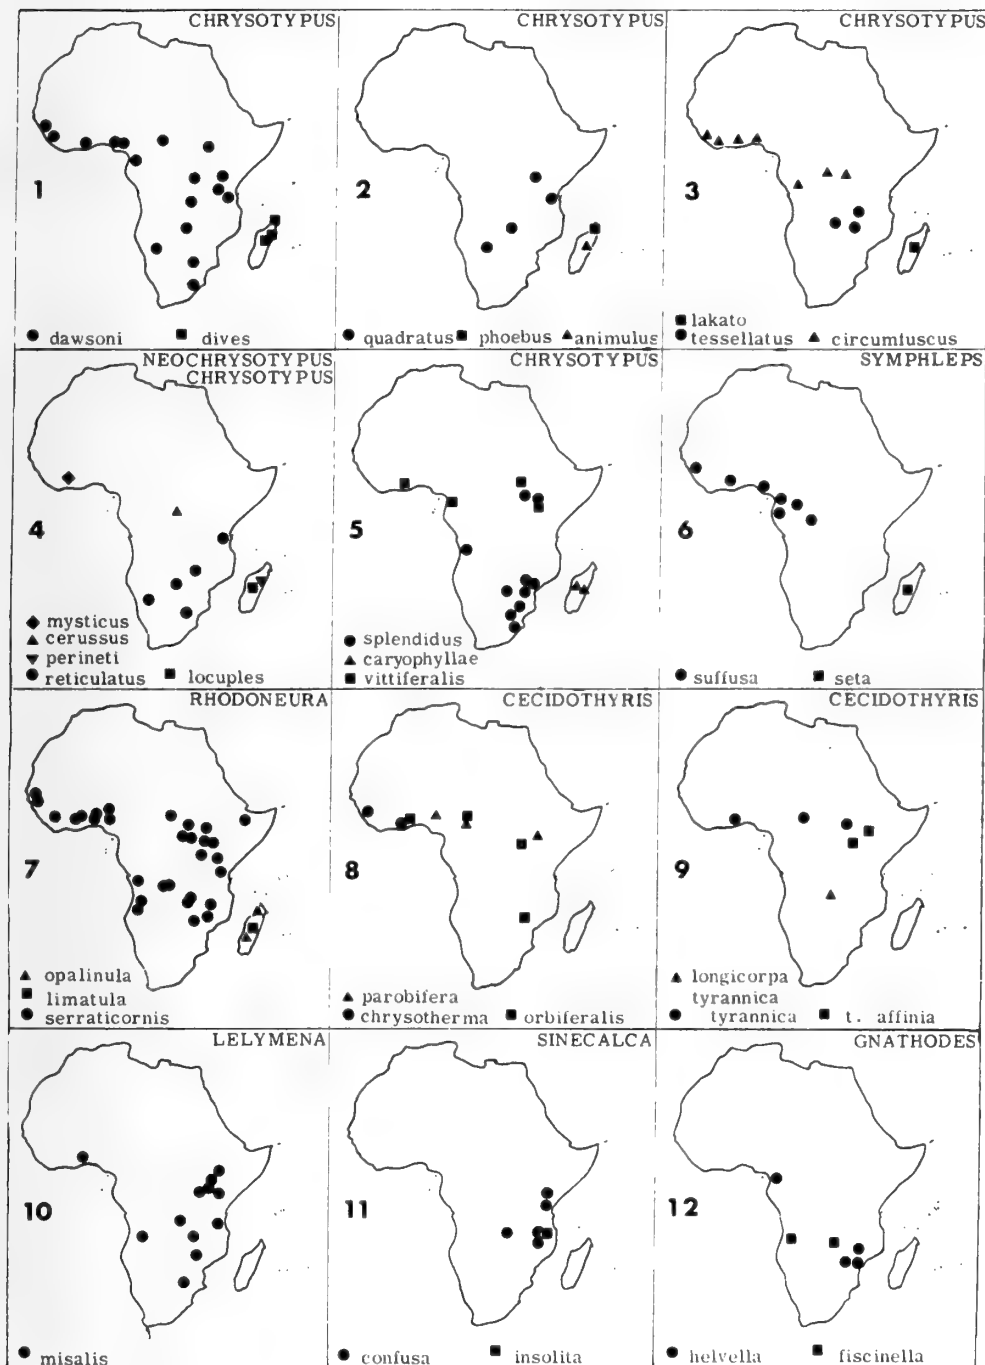 CHRYSOTYPUS
1
dawsoni dives
CHRYSOTYPUS
2
quadratus phoebus animulus
CHRYSOTYPUS
3
lakato
tessellatus circumfuscus
NEOCHRYSOTYPUS
CHRYSOTYPUS
4
mysticus
cerussus
perineti
reticulatus locuples
CHRYSOTYPUS
5
splendidus
caryophyllae
vittiferalis
SYMPHLEPS
6
suffusa seta
RHODONEURA
7
opalinula
limatula
serraticornis
CECIDOTHYRIS
8
parobifera
chrysotherma orbiferalis
CECIDOTHYRIS
9
longicorpa
tyrannica
tyrannica t. affinia
LELYMENA
10
misalis
SINECALCA
11
confusa insolita
GNATHODES
12
helvella fiscinella